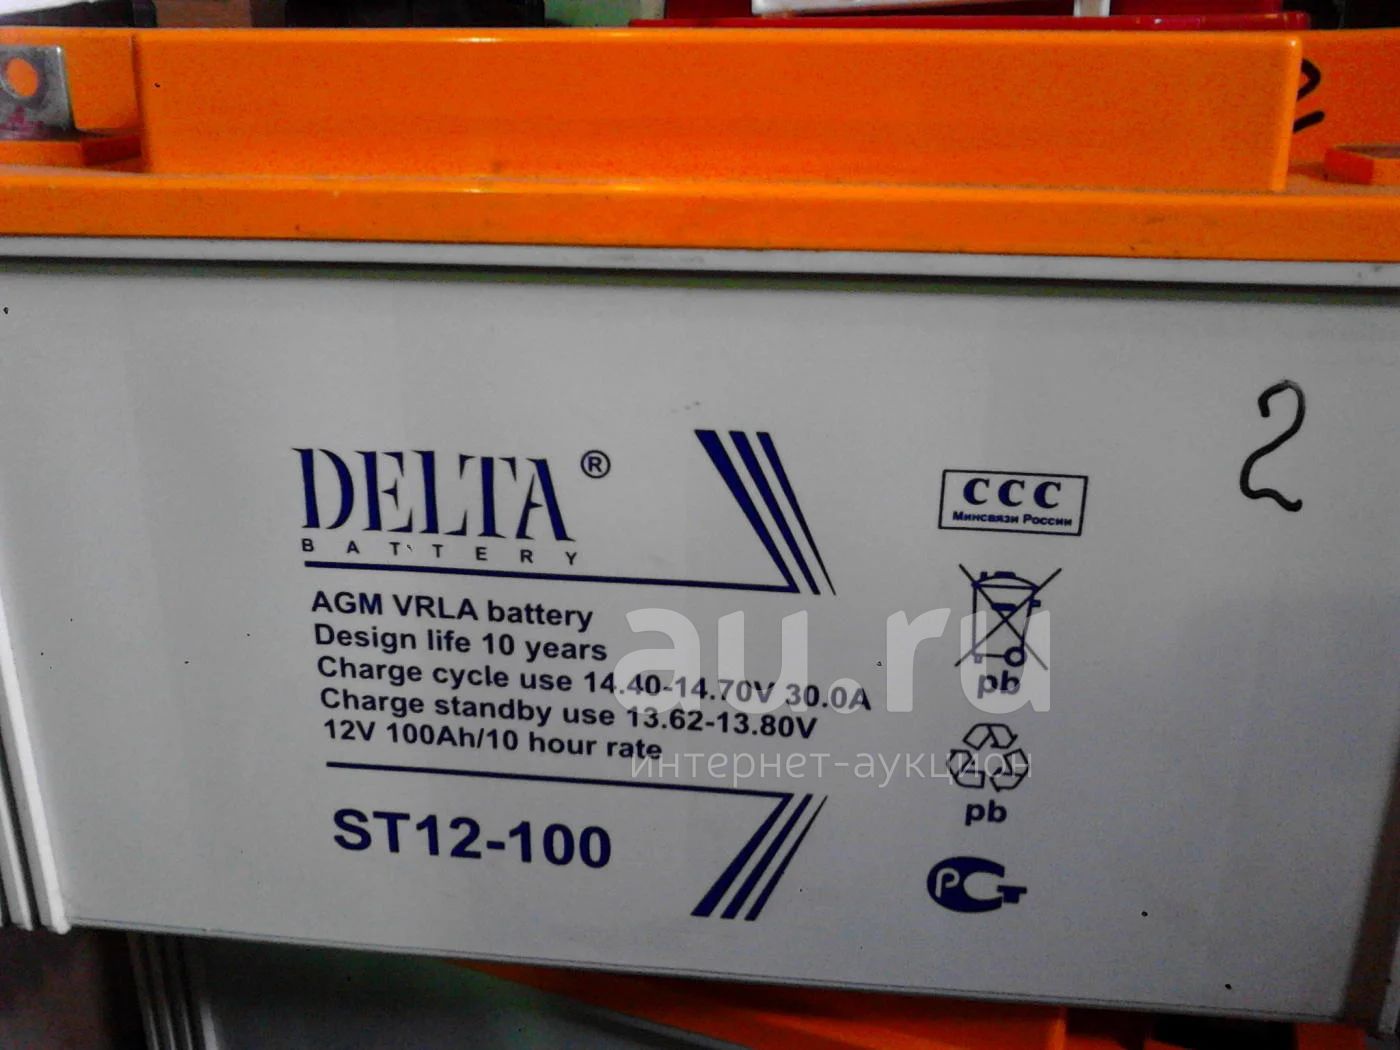 2
DELTA®
BATTERY
AGM VRLA battery
Design life 10 years
Charge cycle use 14.40-14.70V 30.0A
Charge standby use 13.62-13.80V
12V 100Ah/10 hour rate
ST12-100
CCC
Минсвязи России
pb
pb
РСТ
au.ru
интернет-аукцион